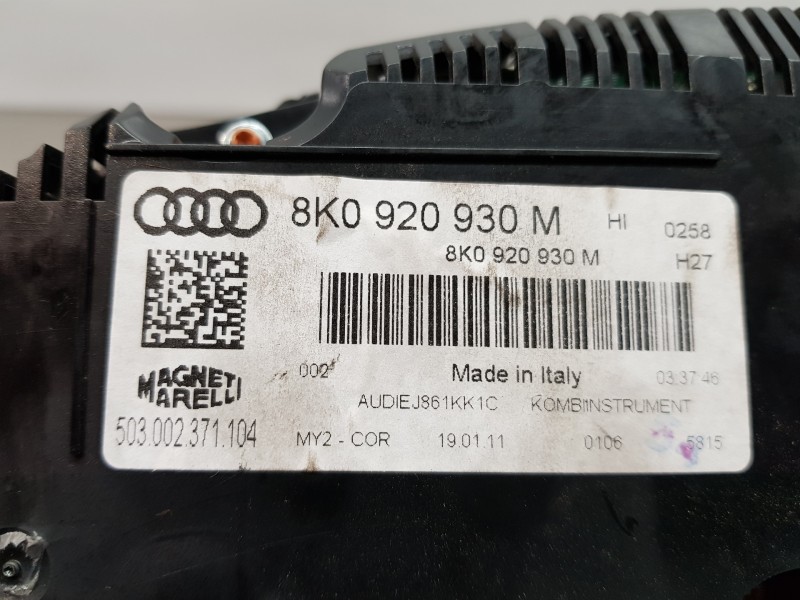 8K0 920 930 M HI 0258
8K0 920 930 M H27
002 Made in Italy 03:37:46
MAGNETI
MARELLI
AUDIEJ861KK1C KOMBIINSTRUMENT
503.002.371.104 MY2 - COR 19.01.11 0106 5815